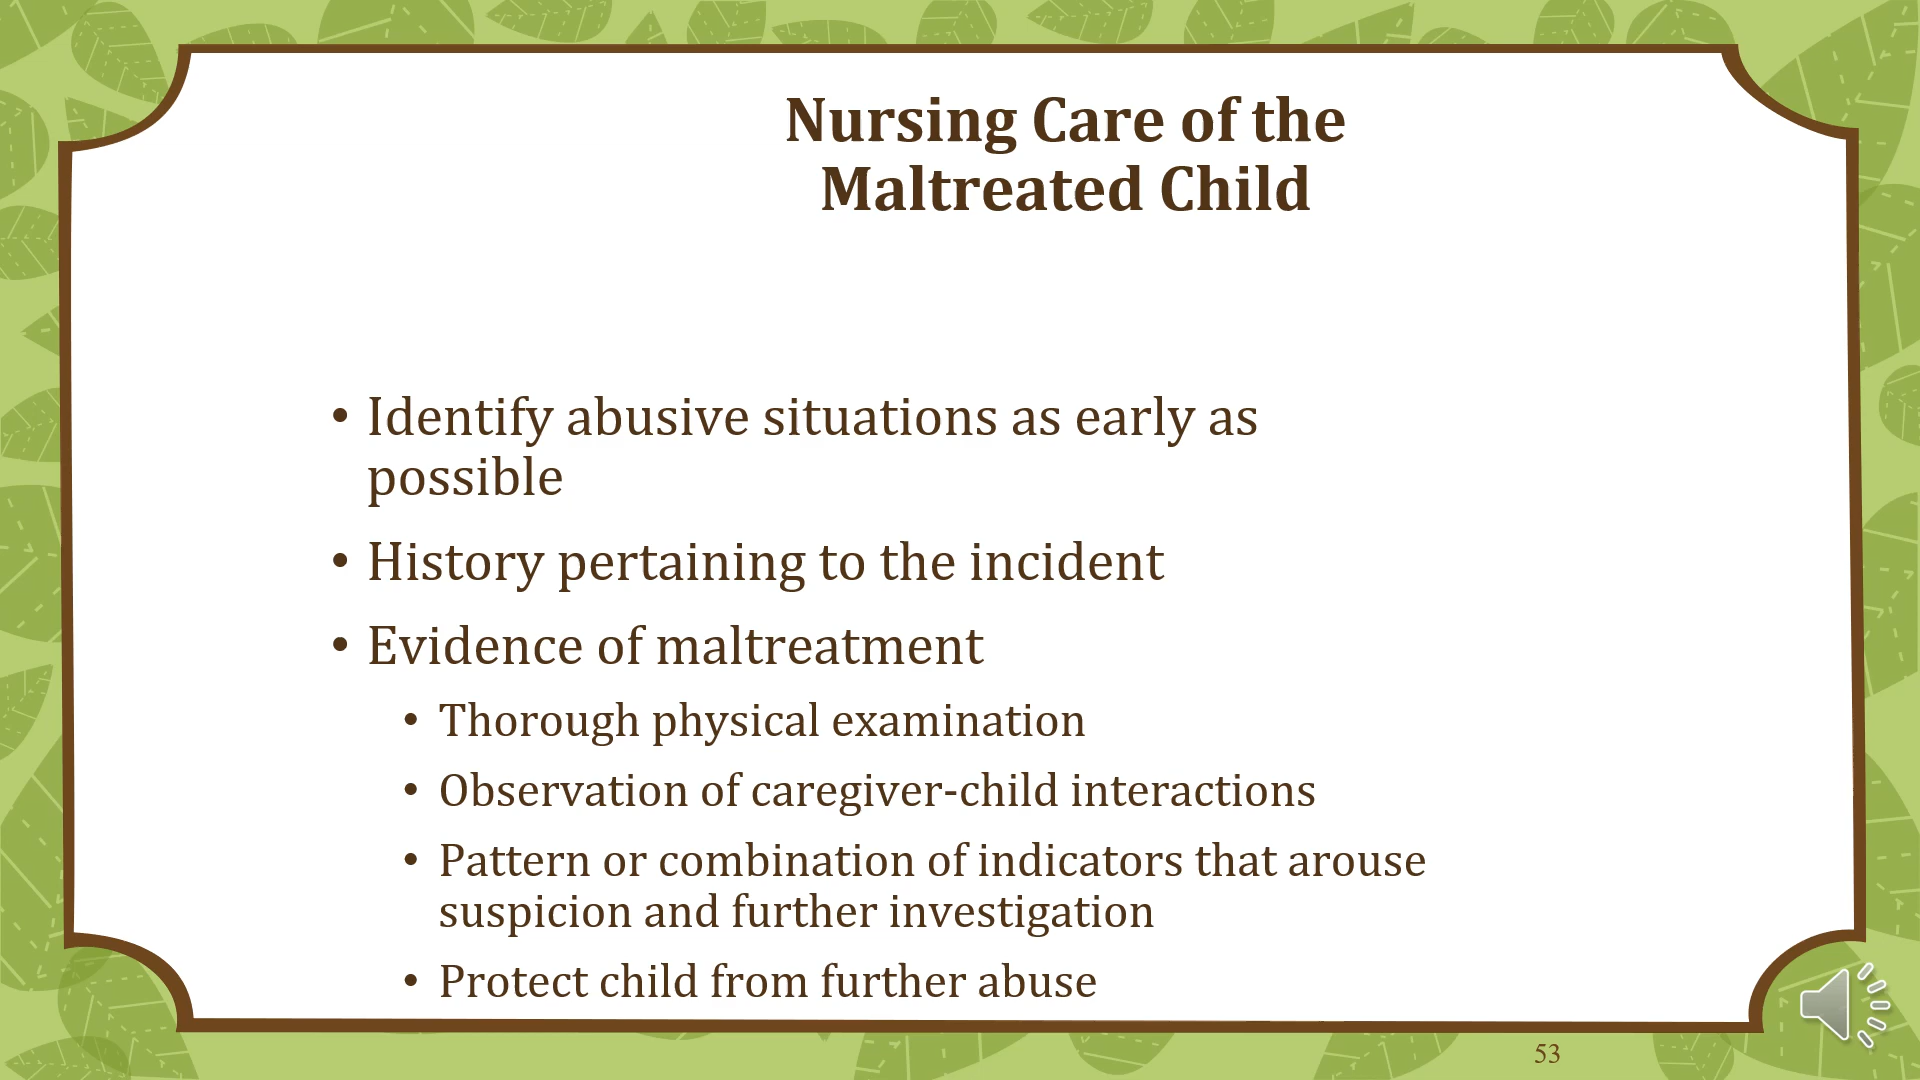 Nursing Care of the
Maltreated Child
• Identify abusive situations as early as
possible
• History pertaining to the incident
• Evidence of maltreatment
• Thorough physical examination
• Observation of caregiver-child interactions
• Pattern or combination of indicators that arouse
suspicion and further investigation
• Protect child from further abuse
53